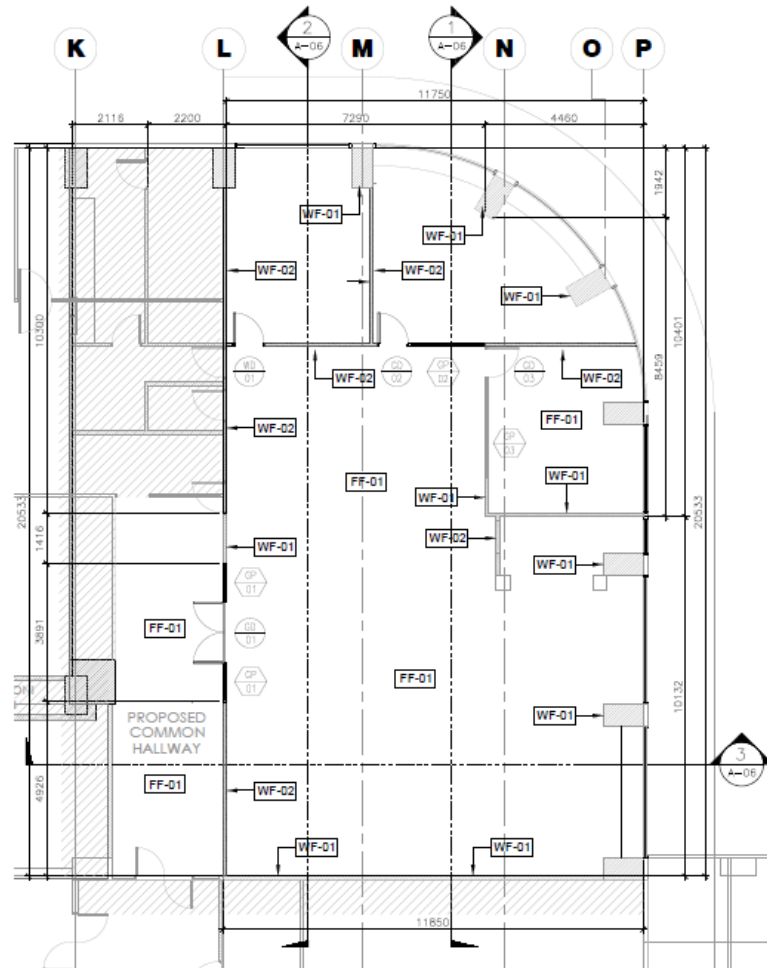 2
A-06
1
A-06
K
L
M
N
O
P
11750
2116
2200
7290
4460
1942
WF-01
WF-01
WF-02
WF-02
WF-01
10300
10401
8459
WD
01
WF-02
GD
02
GP
02
GD
03
WF-02
FF-01
WF-02
GP
03
FF-01
WF-01
WF-01
20533
20533
1416
WF-01
WF-02
WF-01
GP
01
3891
FF-01
GD
01
GP
01
FF-01
PROPOSED
COMMON
HALLWAY
WF-01
10132
3
A-06
4926
FF-01
WF-02
WF-01
WF-01
11850